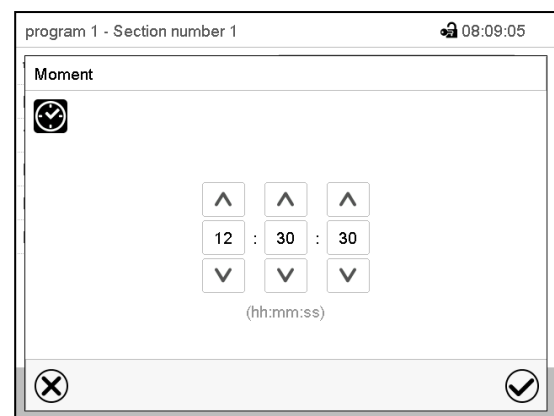 program 1 - Section number 1 08:09:05
Moment
12 : 30 : 30
(hh:mm:ss)